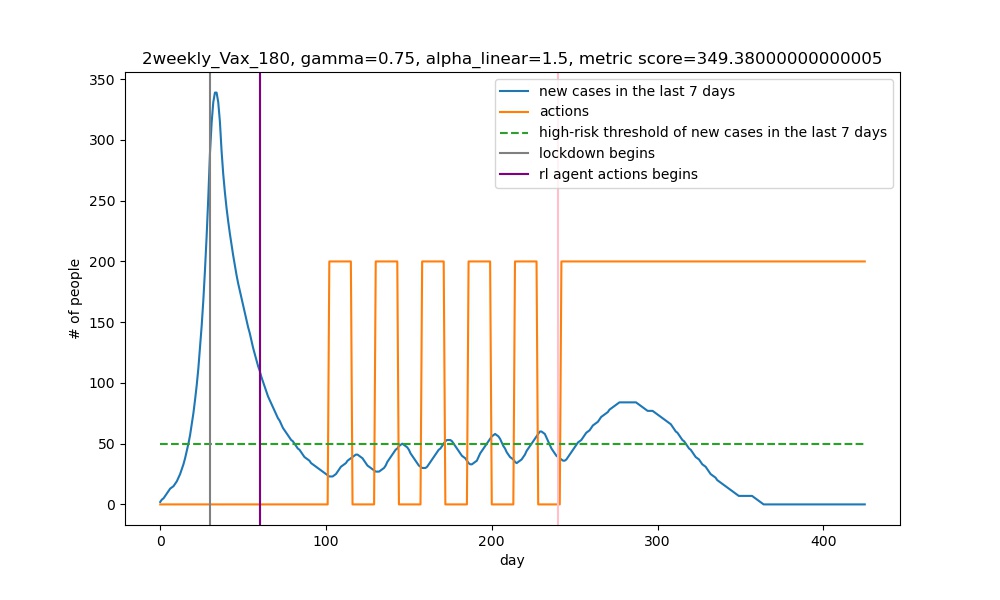 2weekly_Vax_180, gamma=0.75, alpha_linear=1.5, metric score=349.38000000000005
new cases in the last 7 days
actions
high-risk threshold of new cases in the last 7 days
lockdown begins
rl agent actions begins
# of people
350
300
250
200
150
100
50
0
0 100 200 300 400
day